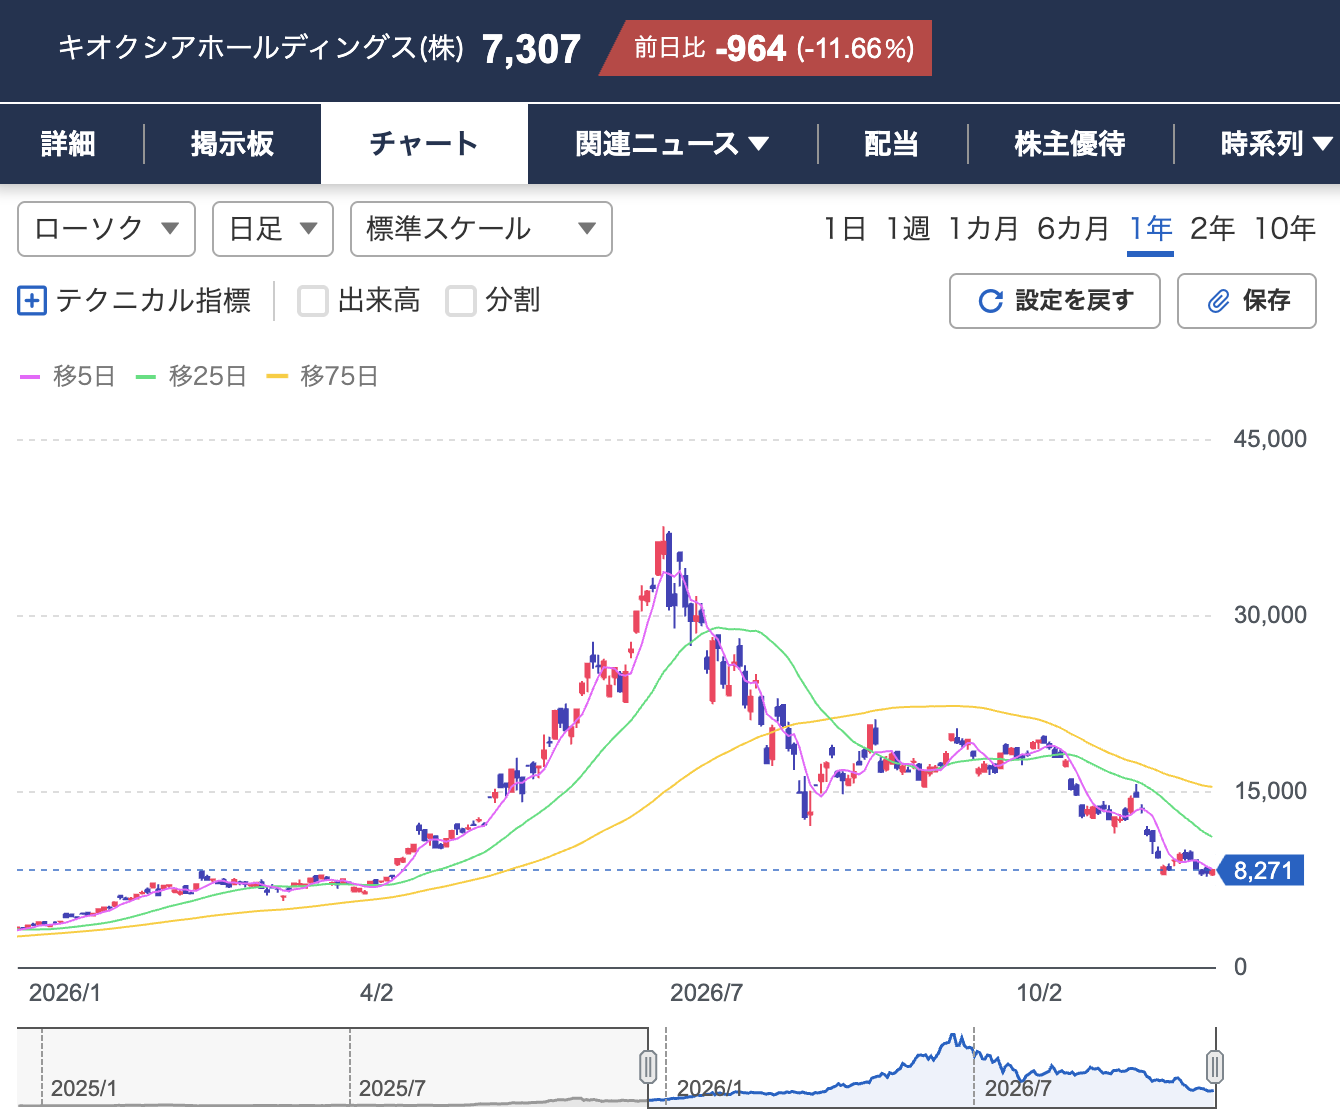 キオクシアホールディングス(株) 7,307 前日比 -964 (-11.66%)
詳細 掲示板 チャート 関連ニュース▼ 配当 株主優待 時系列▼
ローソク ▼ 日足 ▼ 標準スケール ▼ 1日 1週 1カ月 6カ月 1年 2年 10年
テクニカル指標 出来高 分割 設定を戻す 保存
移5日 移25日 移75日
45,000
30,000
15,000
8,271
0
2026/1 4/2 2026/7 10/2
2025/1 2025/7 2026/1 2026/7